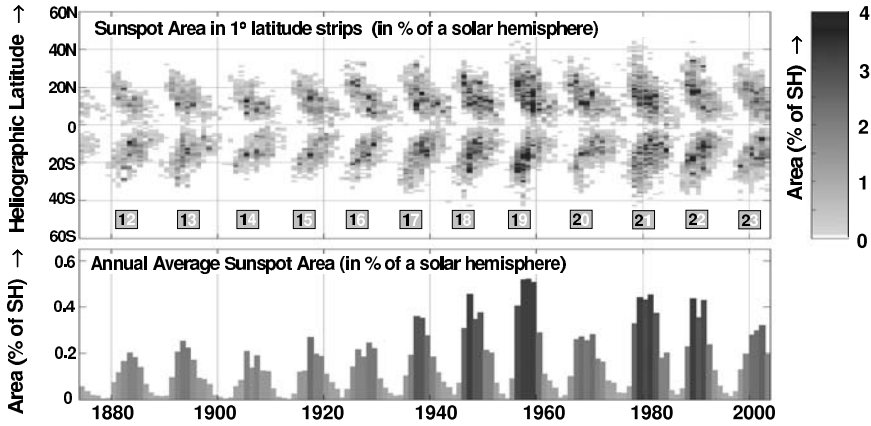 Sunspot Area in 1º latitude strips (in % of a solar hemisphere)
Heliographic Latitude →
60N
40N
20N
0
20S
40S
60S
12 13 14 15 16 17 18 19 20 21 22 23
Area (% of SH) →
4
3
2
1
0
Annual Average Sunspot Area (in % of a solar hemisphere)
Area (% of SH) →
0.6
0.4
0.2
0
1880 1900 1920 1940 1960 1980 2000